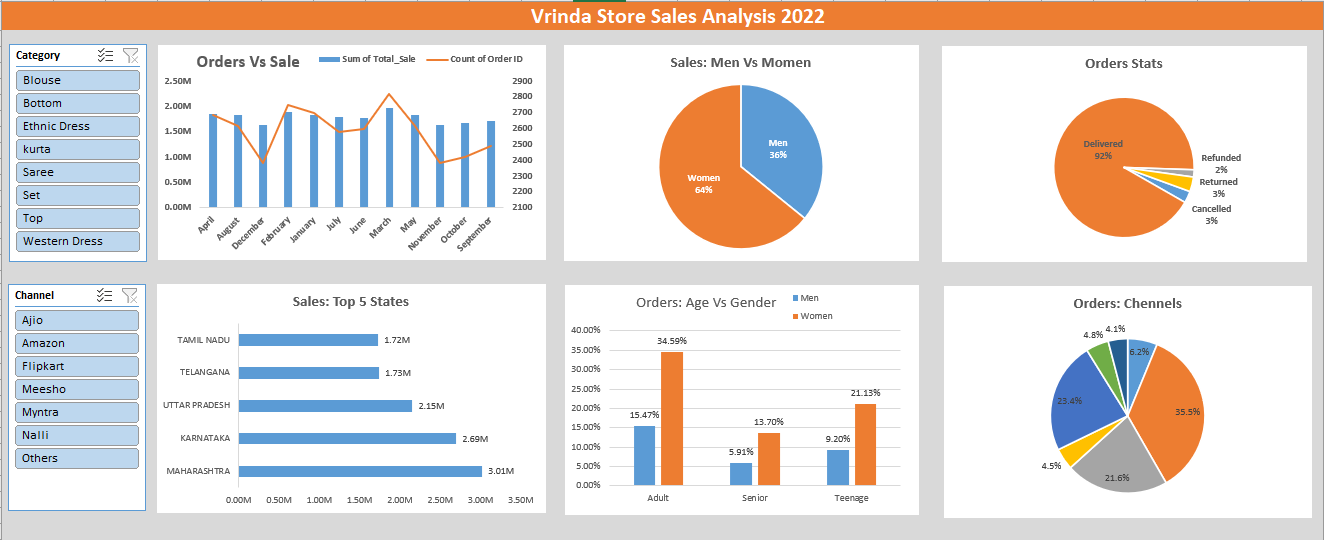 Vrinda Store Sales Analysis 2022
Category
Blouse
Bottom
Ethnic Dress
kurta
Saree
Set
Top
Western Dress
Orders Vs Sale
Sum of Total_Sale
Count of Order ID
2.50M
2.00M
1.50M
1.00M
0.50M
0.00M
2900
2800
2700
2600
2500
2400
2300
2200
2100
April
August
December
February
January
July
June
March
May
November
October
September
Sales: Men Vs Momen
Men
36%
Women
64%
Orders Stats
Delivered
92%
Refunded
2%
Returned
3%
Cancelled
3%
Channel
Ajio
Amazon
Flipkart
Meesho
Myntra
Nalli
Others
Sales: Top 5 States
TAMIL NADU
1.72M
TELANGANA
1.73M
UTTAR PRADESH
2.15M
KARNATAKA
2.69M
MAHARASHTRA
3.01M
0.00M 0.50M 1.00M 1.50M 2.00M 2.50M 3.00M 3.50M
Orders: Age Vs Gender
Men
Women
40.00%
35.00%
30.00%
25.00%
20.00%
15.00%
10.00%
5.00%
0.00%
15.47%
34.59%
5.91%
13.70%
9.20%
21.13%
Adult
Senior
Teenage
Orders: Chennels
6.2%
35.5%
21.6%
4.5%
23.4%
4.8%
4.1%